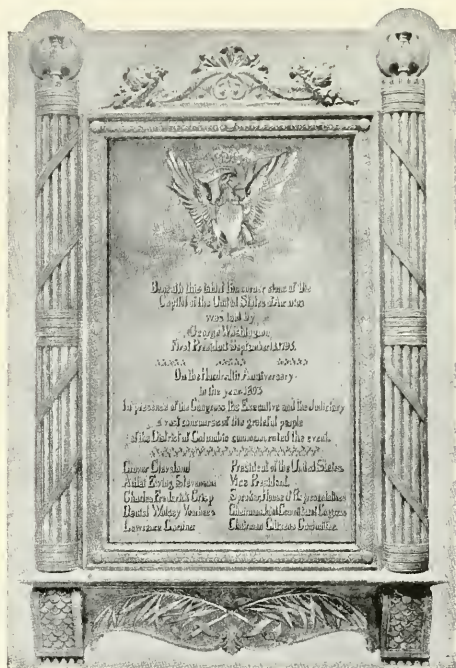 Beneath this tablet the corner stone of the
Capitol of the United States of America
was laid by
George Washington
First President September 18, 1793.
On the Hundredth Anniversary
in the year 1893
In presence of the Congress the Executive and the Judiciary
a vast concourse of the grateful people
of the District of Columbia commemorated the event.
Grover Cleveland President of the United States.
Adlai Ewing Stevenson Vice President.
Charles Frederick Crisp Speaker, House of Representatives
Daniel Wolsey Voorhees Chairman Joint Committee of Congress
Lawrence Gardner Chairman Citizens Committee.